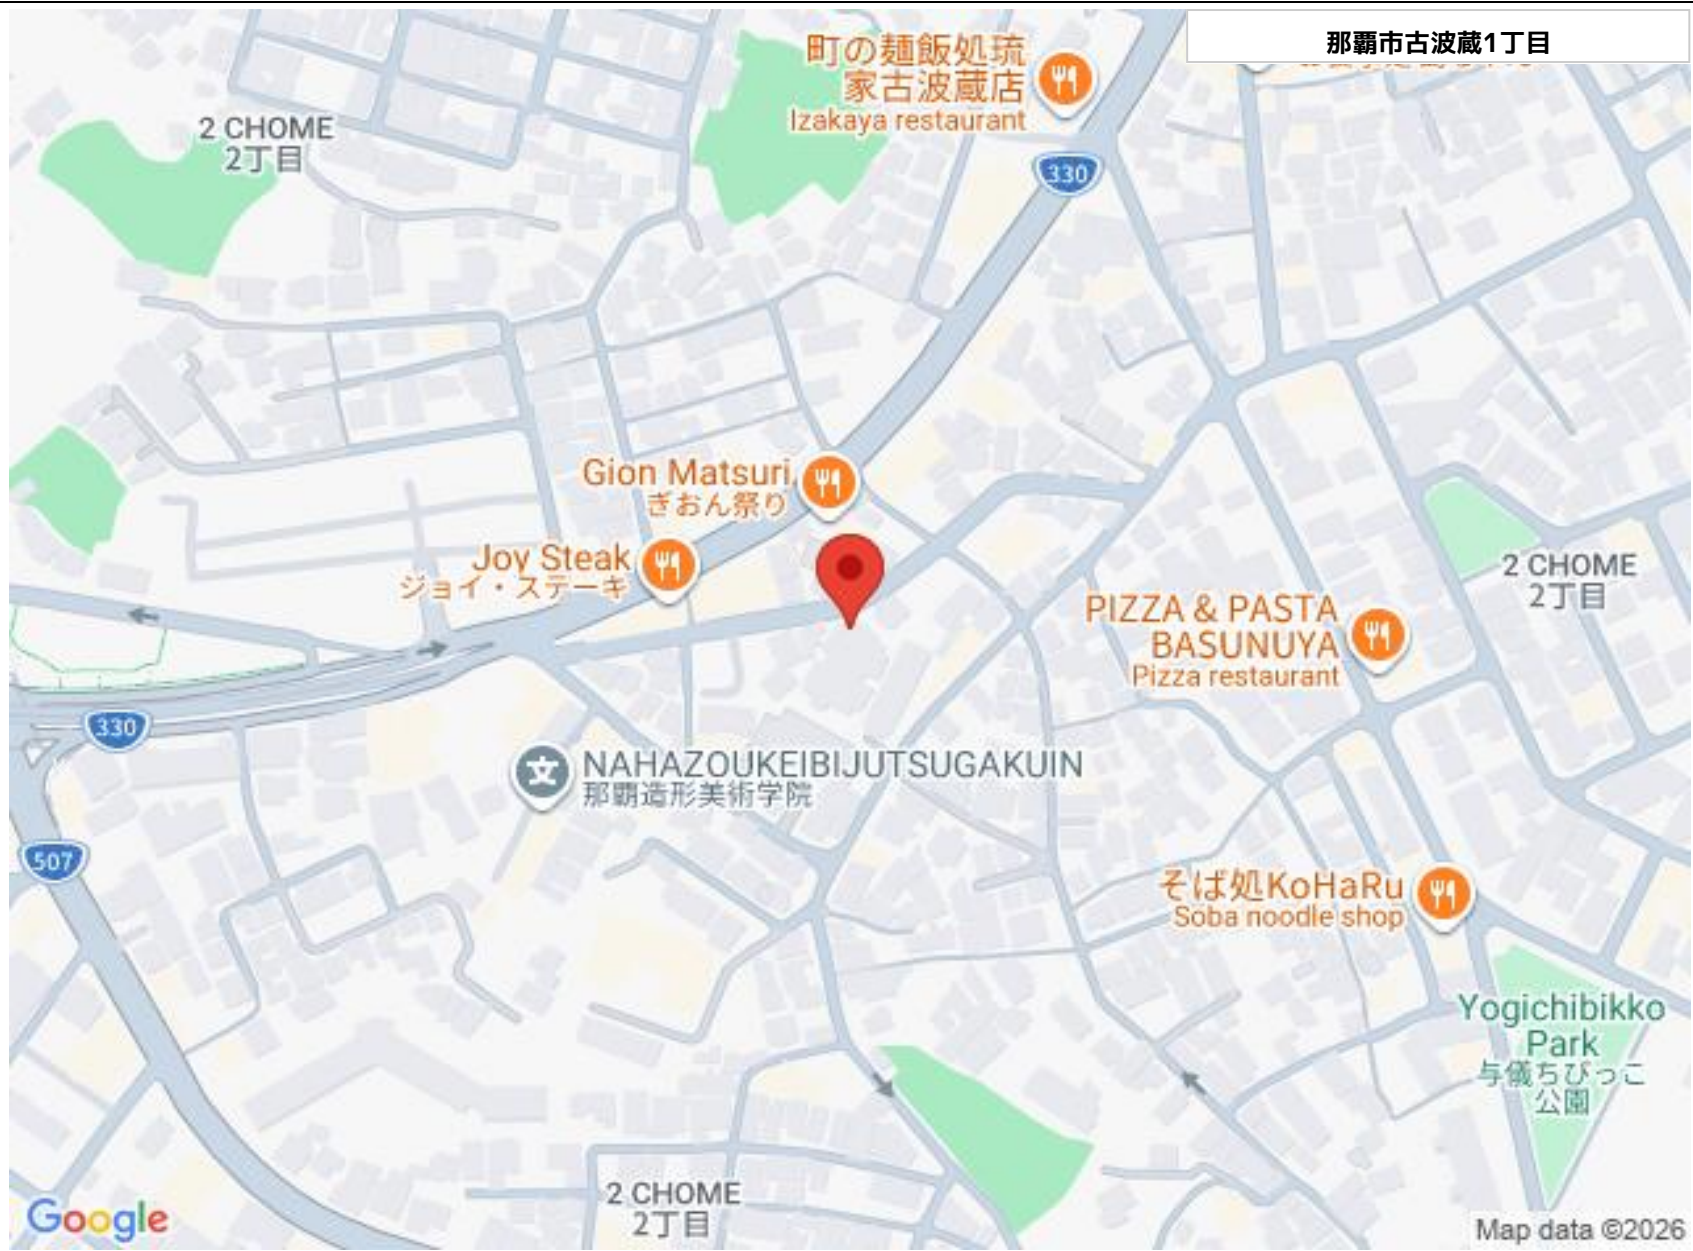 那覇市古波蔵1丁目
町の麺飯処琉
家古波蔵店
Izakaya restaurant
2 CHOME
2丁目
330
Gion Matsuri
ぎおん祭り
Joy Steak
ジョイ・ステーキ
2 CHOME
2丁目
PIZZA & PASTA
BASUNUYA
Pizza restaurant
330
NAHAZOUKEIBIJUTSUGAKUIN
那覇造形美術学院
507
そば処KoHaRu
Soba noodle shop
Yogichibikko
Park
与儀ちびっこ
公園
2 CHOME
2丁目
Google
Map data ©2026